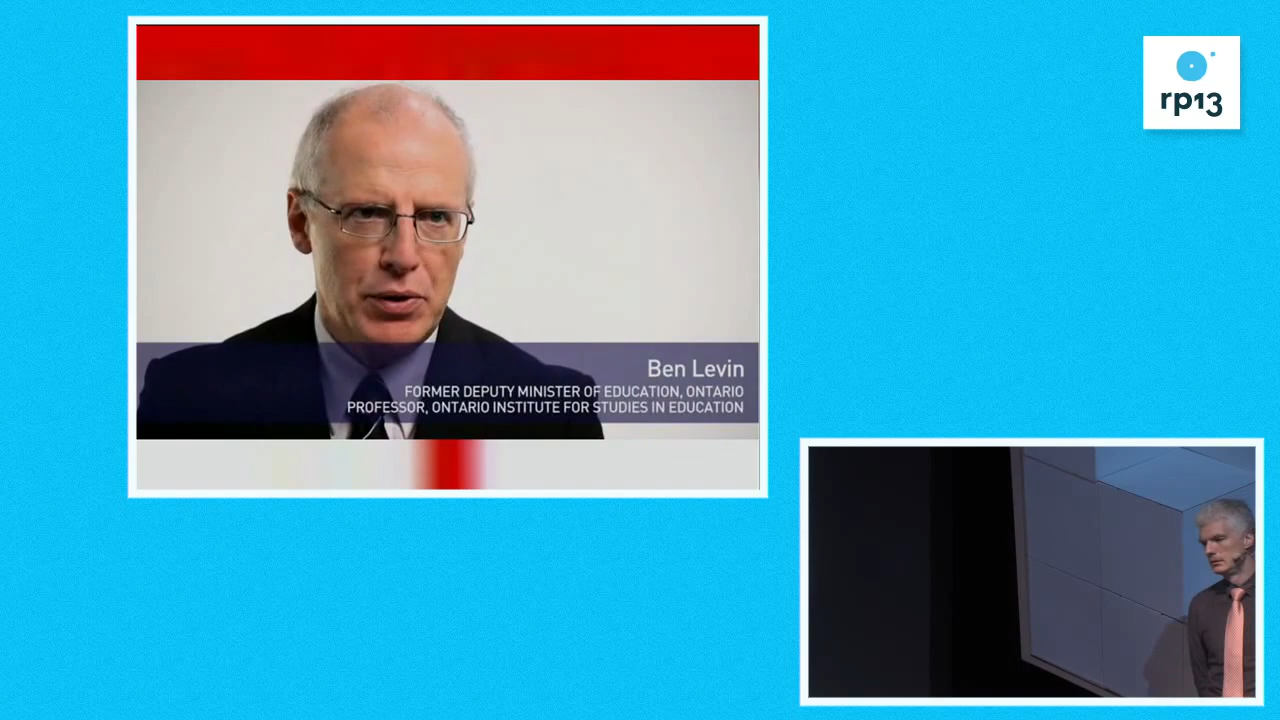 rp13
Ben Levin
FORMER DEPUTY MINISTER OF EDUCATION, ONTARIO
PROFESSOR, ONTARIO INSTITUTE FOR STUDIES IN EDUCATION